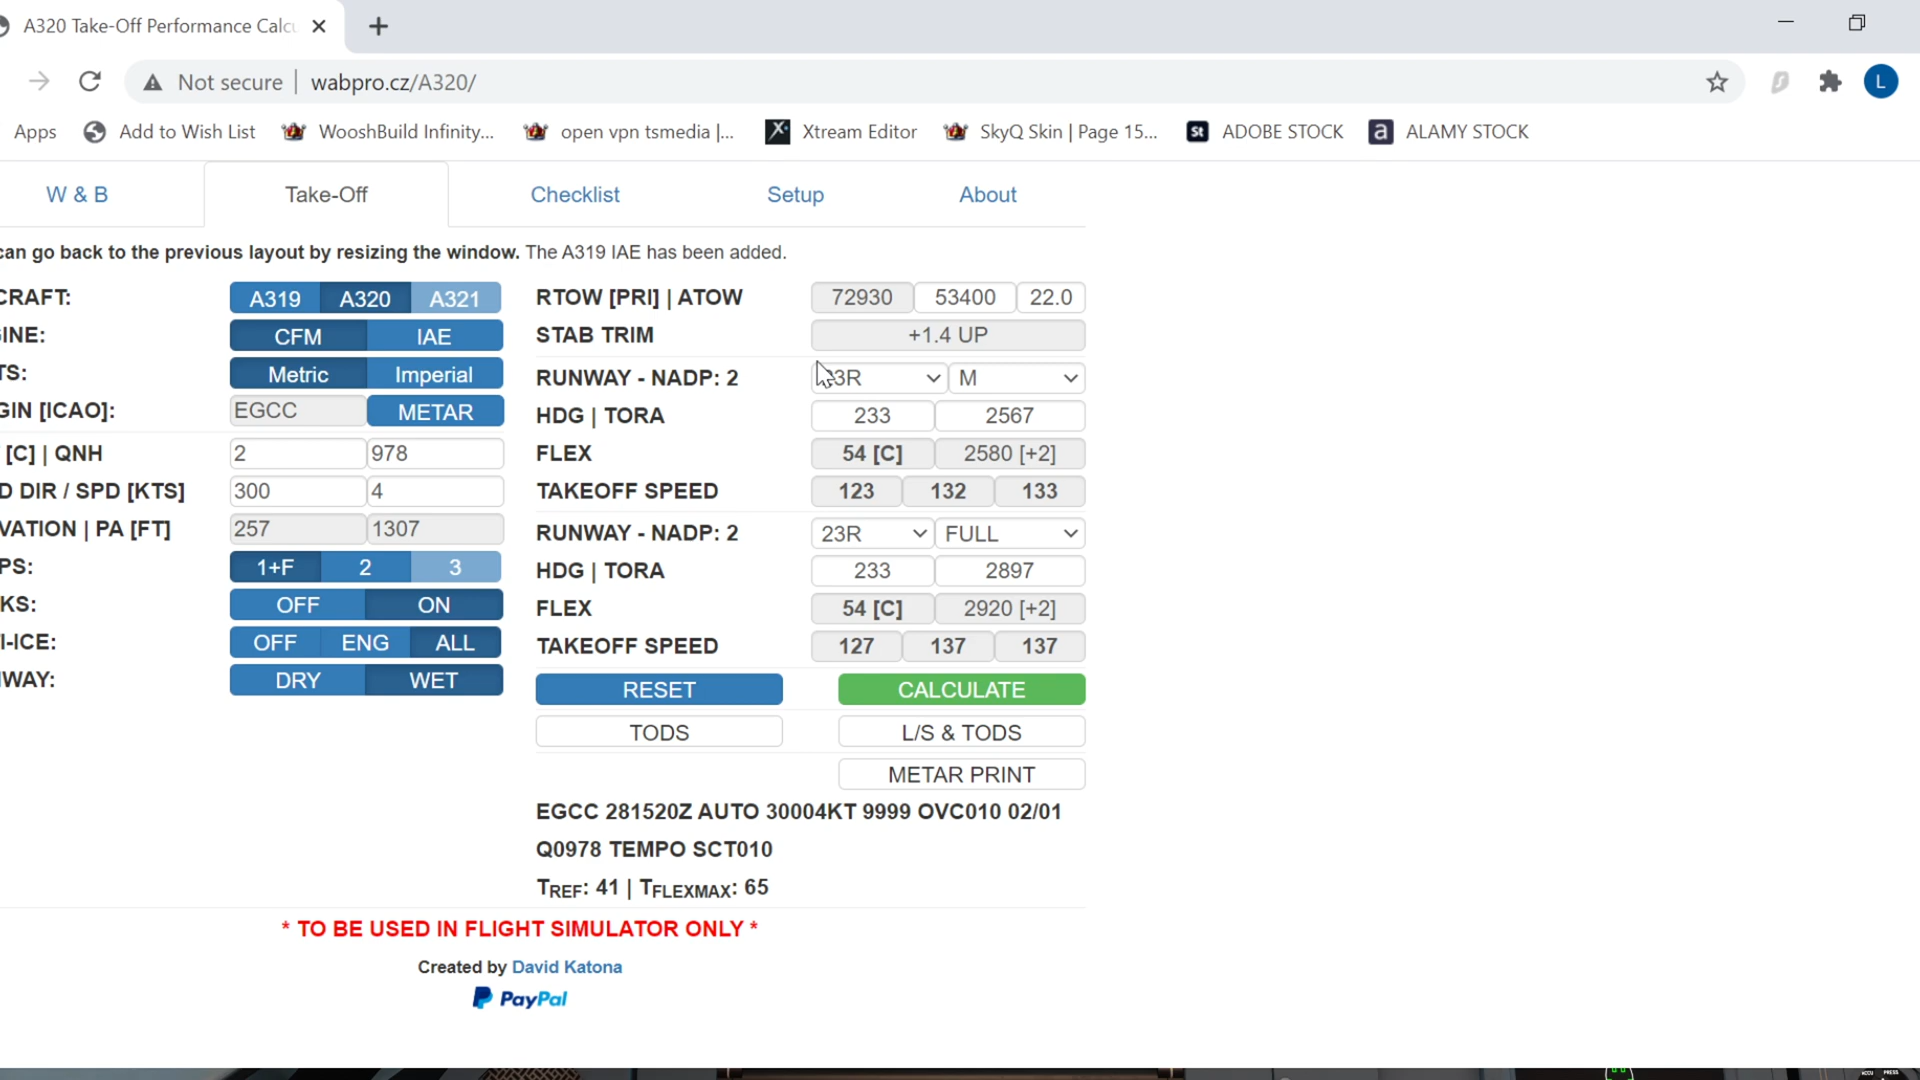 A320 Take-Off Performance Calcu
Not secure | wabpro.cz/A320/
L
Apps Add to Wish List WooshBuild Infinity... open vpn tsmedia |... Xtream Editor SkyQ Skin | Page 15... St ADOBE STOCK a ALAMY STOCK
W & B Take-Off Checklist Setup About
can go back to the previous layout by resizing the window. The A319 IAE has been added.
CRAFT: A319 A320 A321 RTOW [PRI] | ATOW 72930 53400 22.0
INE: CFM IAE STAB TRIM +1.4 UP
TS: Metric Imperial RUNWAY - NADP: 2 3R M
GIN [ICAO]: EGCC METAR HDG | TORA 233 2567
[C] | QNH 2 978 FLEX 54 [C] 2580 [+2]
D DIR / SPD [KTS] 300 4 TAKEOFF SPEED 123 132 133
VATION | PA [FT] 257 1307 RUNWAY - NADP: 2 23R FULL
PS: 1+F 2 3 HDG | TORA 233 2897
KS: OFF ON FLEX 54 [C] 2920 [+2]
I-ICE: OFF ENG ALL TAKEOFF SPEED 127 137 137
WAY: DRY WET RESET CALCULATE
TODS L/S & TODS
METAR PRINT
EGCC 281520Z AUTO 30004KT 9999 OVC010 02/01
Q0978 TEMPO SCT010
TREF: 41 | TFLEXMAX: 65
* TO BE USED IN FLIGHT SIMULATOR ONLY *
Created by David Katona
PayPal